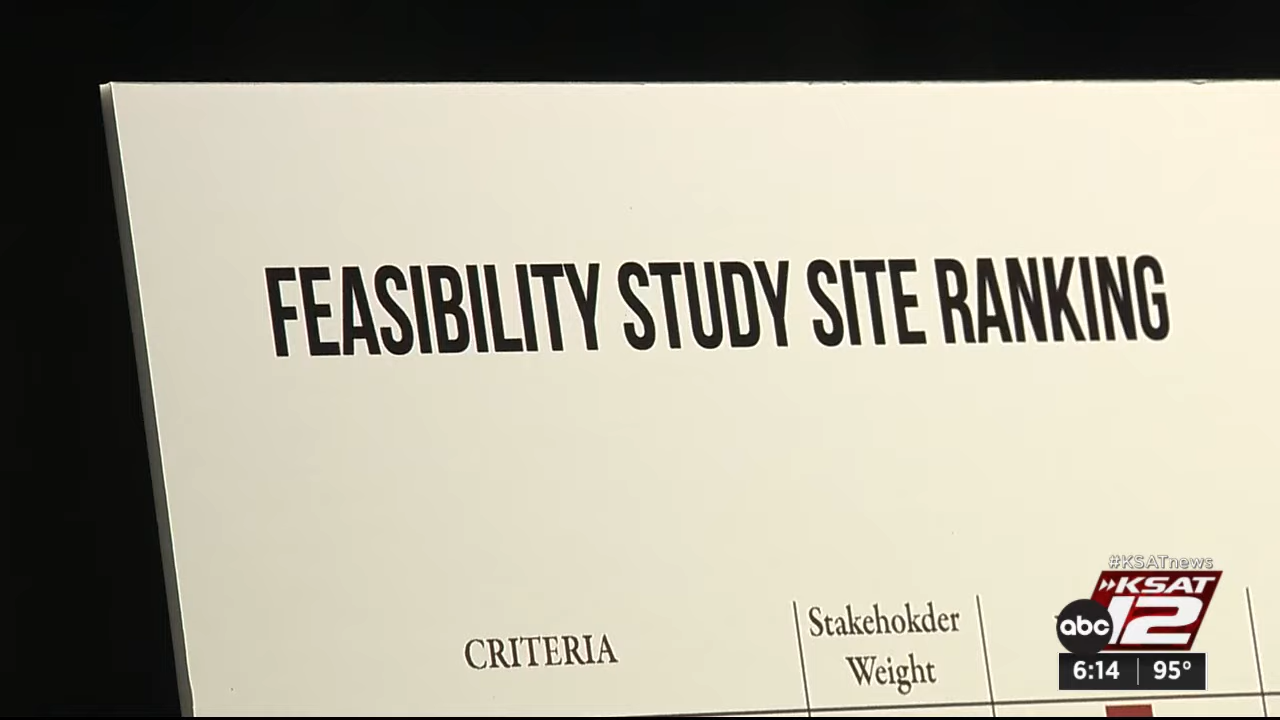 FEASIBILITY STUDY SITE RANKING
CRITERIA
Stakehokder
Weight
#KSATnews
KSAT
abc 12
6:14 95°